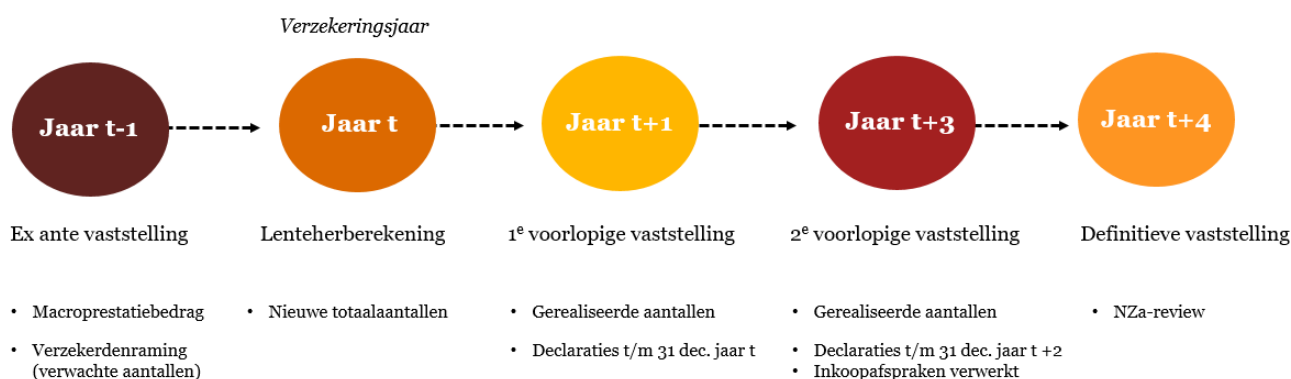 Verzekeringsjaar
Jaar t-1
Jaar t
Jaar t+1
Jaar t+3
Jaar t+4
Ex ante vaststelling
Lenteherberekening
1e voorlopige vaststelling
2e voorlopige vaststelling
Definitieve vaststelling
• Macroprestatiebedrag
• Verzekerdenraming
(verwachte aantallen)
• Nieuwe totaalaantallen
• Gerealiseerde aantallen
• Declaraties t/m 31 dec. jaar t
• Gerealiseerde aantallen
• Declaraties t/m 31 dec. jaar t +2
• Inkoopafspraken verwerkt
• NZa-review